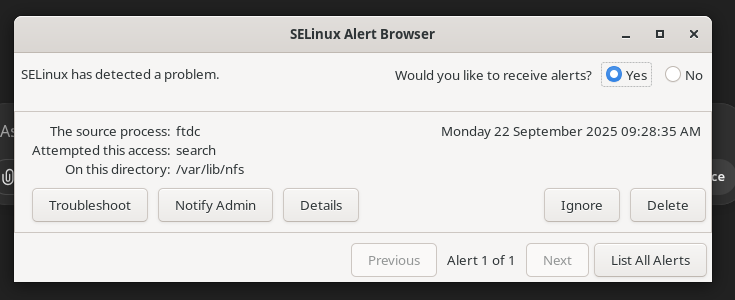 SELinux Alert Browser
SELinux has detected a problem.
Would you like to receive alerts? Yes No
As
The source process: ftdc
Monday 22 September 2025 09:28:35 AM
Attempted this access: search
On this directory: /var/lib/nfs
ce
Troubleshoot Notify Admin Details Ignore Delete
Previous Alert 1 of 1 Next List All Alerts